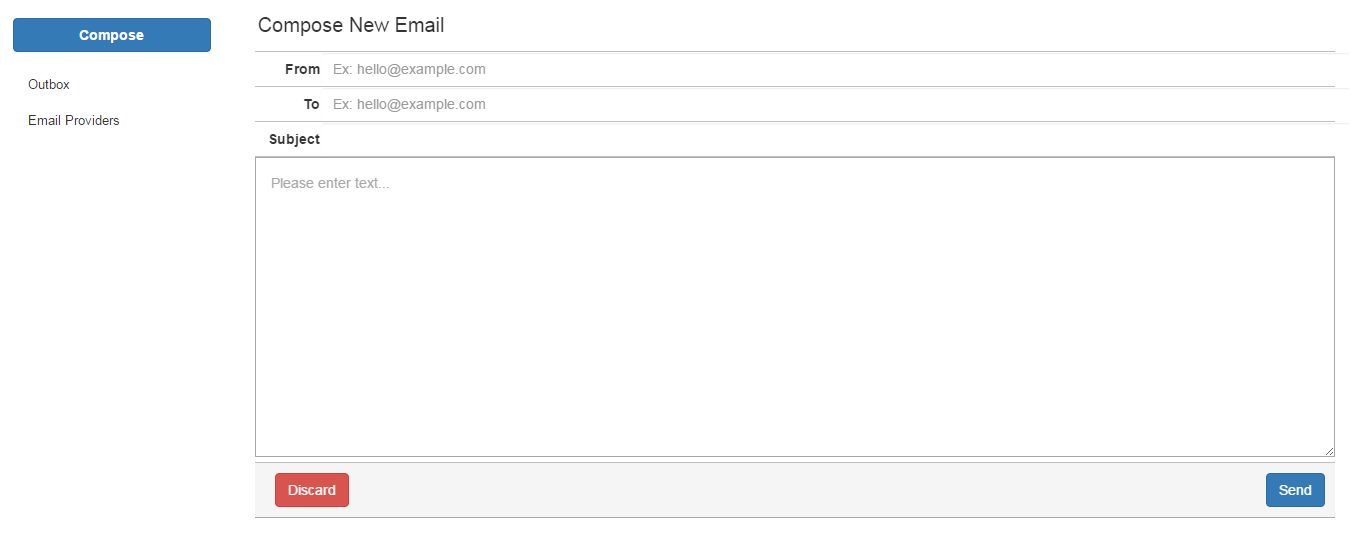 Compose
Outbox
Email Providers
Compose New Email
From Ex: hello@example.com
To Ex: hello@example.com
Subject
Please enter text...
Discard Send